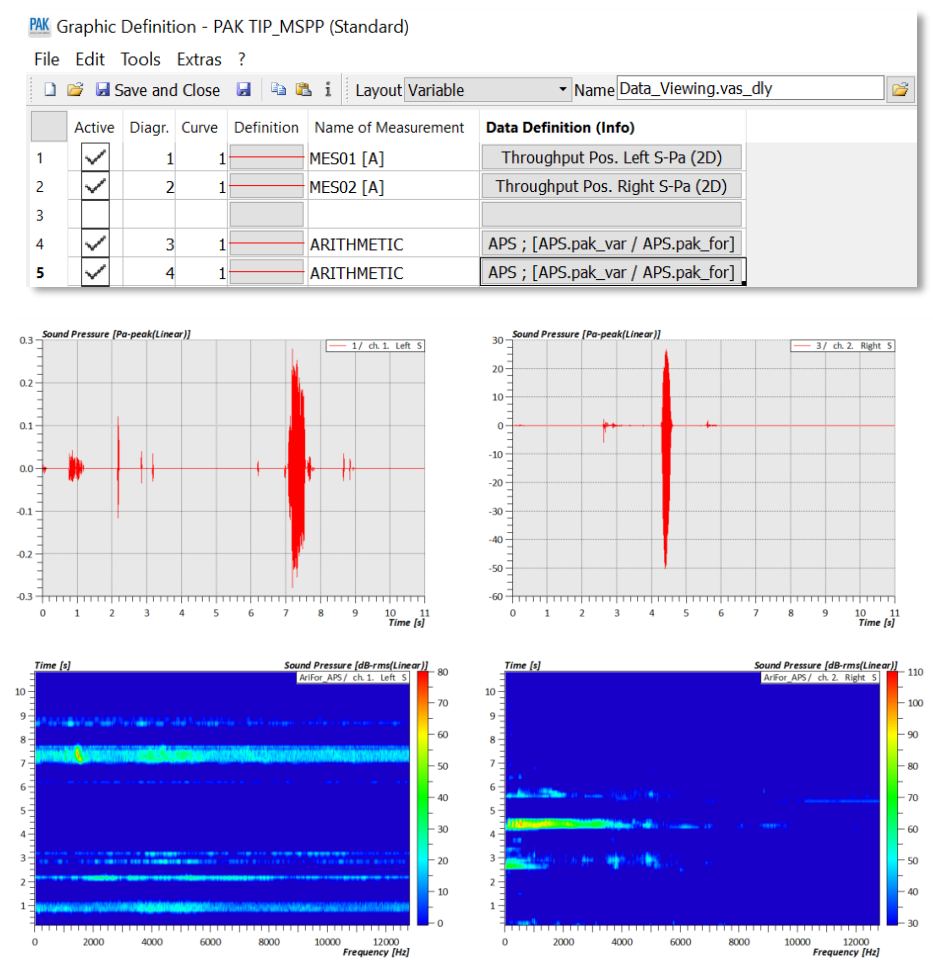 PAK Graphic Definition - PAK TIP_MSPP (Standard)
File Edit Tools Extras ?
Save and Close i Layout Variable Name Data_Viewing.vas_dly
Active Diagr. Curve Definition Name of Measurement Data Definition (Info)
1 1 1 MES01 [A] Throughput Pos. Left S-Pa (2D)
2 2 1 MES02 [A] Throughput Pos. Right S-Pa (2D)
3
4 3 1 ARITHMETIC APS ; [APS.pak_var / APS.pak_for]
5 4 1 ARITHMETIC APS ; [APS.pak_var / APS.pak_for]
Sound Pressure [Pa-peak(Linear)]
1 / ch. 1. Left S
0.3
0.2
0.1
0.0
-0.1
-0.2
-0.3
0 1 2 3 4 5 6 7 8 9 10 11
Time [s]
Sound Pressure [Pa-peak(Linear)]
3 / ch. 2. Right S
30
20
10
0
-10
-20
-30
-40
-50
-60
0 1 2 3 4 5 6 7 8 9 10 11
Time [s]
Time [s] Sound Pressure [dB-rms(Linear)]
AriFor_APS / ch. 1. Left S
10
9
8
7
6
5
4
3
2
1
80
70
60
50
40
30
20
10
0
0 2000 4000 6000 8000 10000 12000
Frequency [Hz]
Time [s] Sound Pressure [dB-rms(Linear)]
AriFor_APS / ch. 2. Right S
10
9
8
7
6
5
4
3
2
1
110
100
90
80
70
60
50
40
30
0 2000 4000 6000 8000 10000 12000
Frequency [Hz]